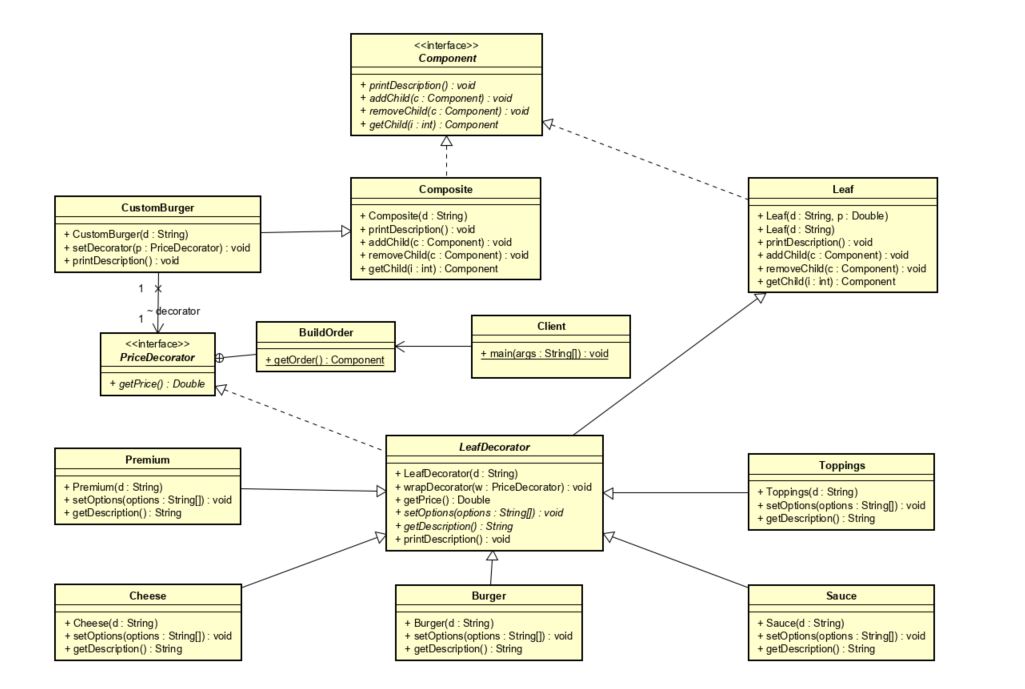 <<interface>>
Component
+ printDescription() : void
+ addChild(c : Component) : void
+ removeChild(c : Component) : void
+ getChild(i : int) : Component
Composite
+ Composite(d : String)
+ printDescription() : void
+ addChild(c : Component) : void
+ removeChild(c : Component) : void
+ getChild(i : int) : Component
Leaf
+ Leaf(d : String, p : Double)
+ Leaf(d : String)
+ printDescription() : void
+ addChild(c : Component) : void
+ removeChild(c : Component) : void
+ getChild(i : int) : Component
CustomBurger
+ CustomBurger(d : String)
+ setDecorator(p : PriceDecorator) : void
+ printDescription() : void
1
~ decorator
1
<<interface>>
PriceDecorator
+ getPrice() : Double
BuildOrder
+ getOrder() : Component
Client
+ main(args : String[]) : void
LeafDecorator
+ LeafDecorator(d : String)
+ wrapDecorator(w : PriceDecorator) : void
+ getPrice() : Double
+ setOptions(options : String[]) : void
+ getDescription() : String
+ printDescription() : void
Premium
+ Premium(d : String)
+ setOptions(options : String[]) : void
+ getDescription() : String
Toppings
+ Toppings(d : String)
+ setOptions(options : String[]) : void
+ getDescription() : String
Cheese
+ Cheese(d : String)
+ setOptions(options : String[]) : void
+ getDescription() : String
Burger
+ Burger(d : String)
+ setOptions(options : String[]) : void
+ getDescription() : String
Sauce
+ Sauce(d : String)
+ setOptions(options : String[]) : void
+ getDescription() : String